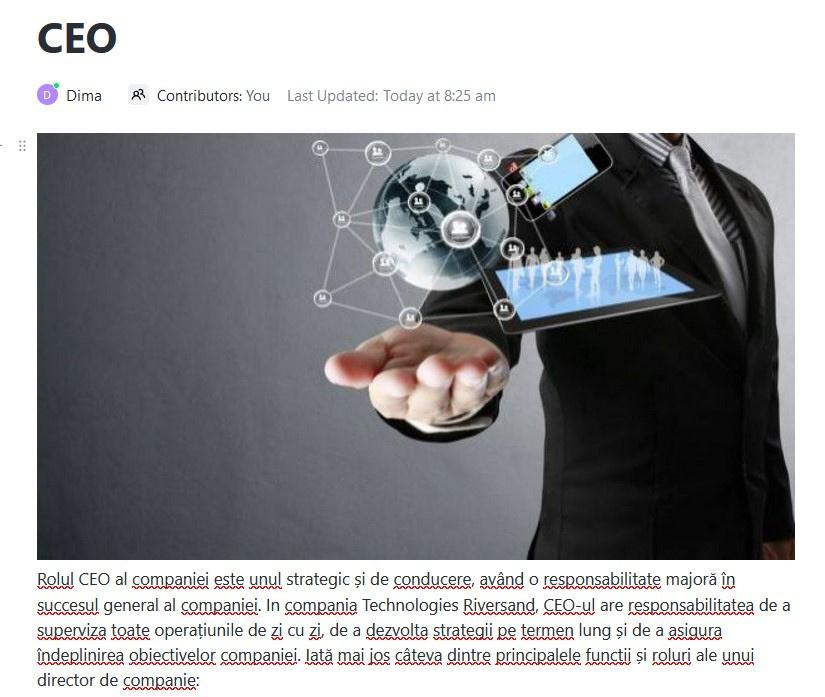 CEO
D Dima Contributors: You Last Updated: Today at 8:25 am
Rolul CEO al companiei este unul strategic și de conducere, având o responsabilitate majoră în
succesul general al companiei. In compania Technologies Riversand, CEO-ul are responsabilitatea de a
superviza toate operațiunile de zi cu zi, de a dezvolta strategii pe termen lung și de a asigura
îndeplinirea obiectivelor companiei. Iată mai jos câteva dintre principalele functii și roluri ale unui
director de companie: